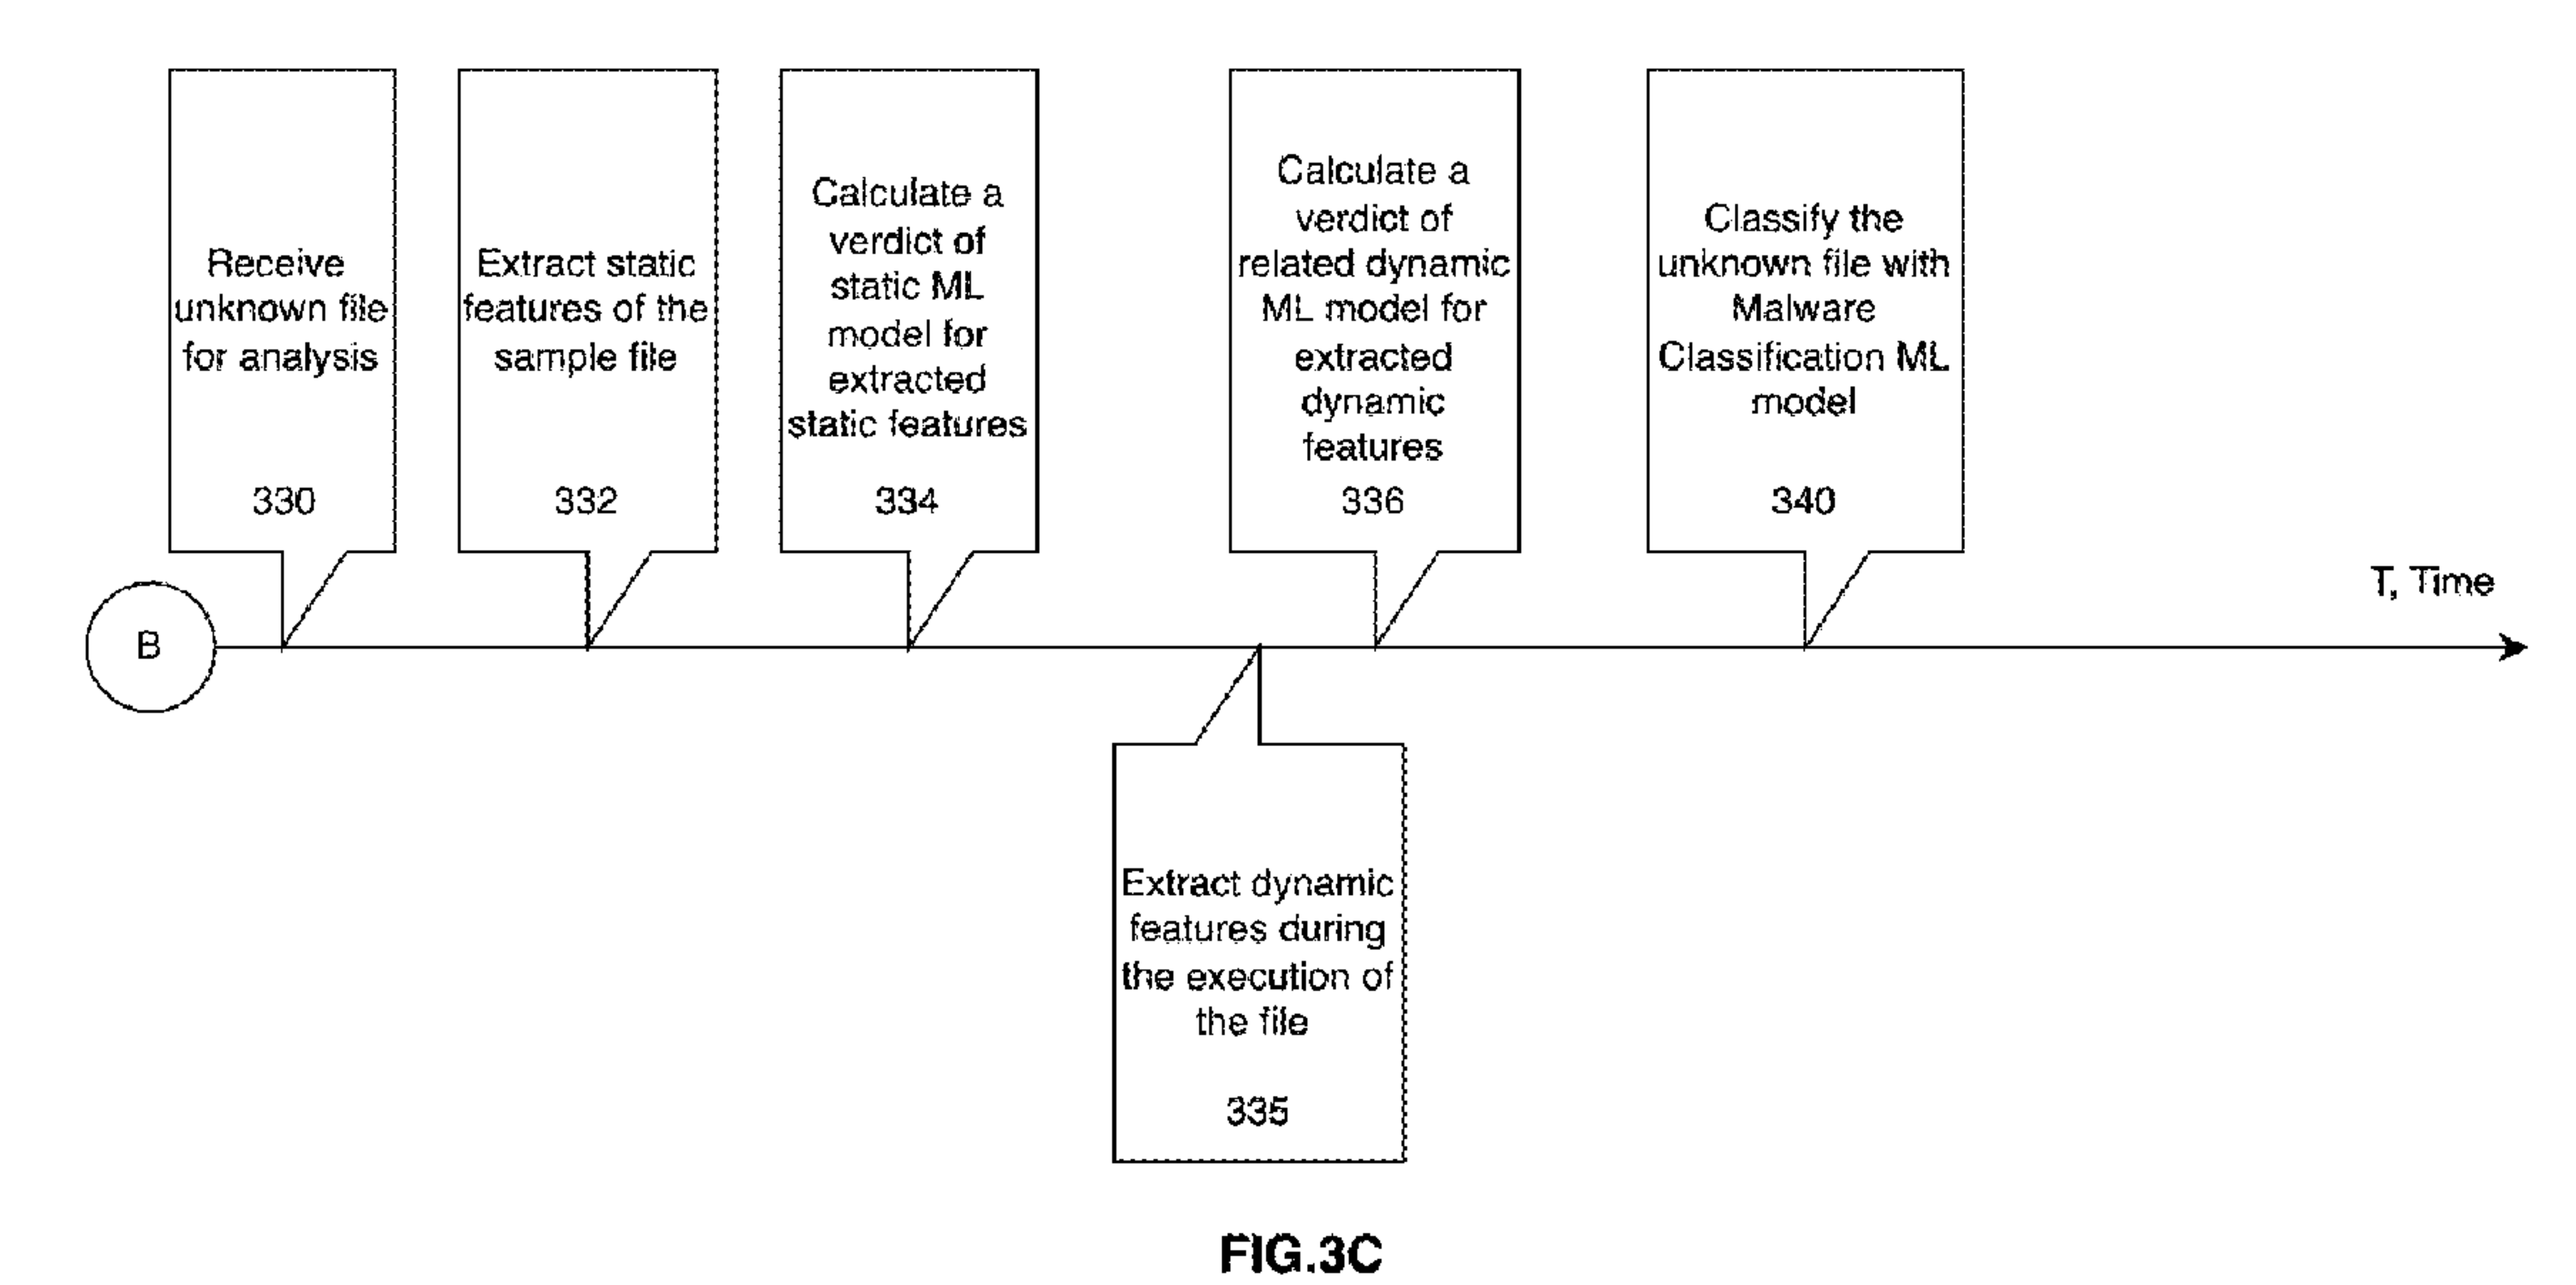 Receive
unknown file
for analysis
330
Extract static
features of the
sample file
332
Calculate a
verdict of
static ML
model for
extracted
static features
334
Calculate a
verdict of
related dynamic
ML model for
extracted
dynamic
features
336
Classify the
unknown file with
Malware
Classification ML
model
340
T, Time
B
Extract dynamic
features during
the execution of
the file
335
FIG.3C